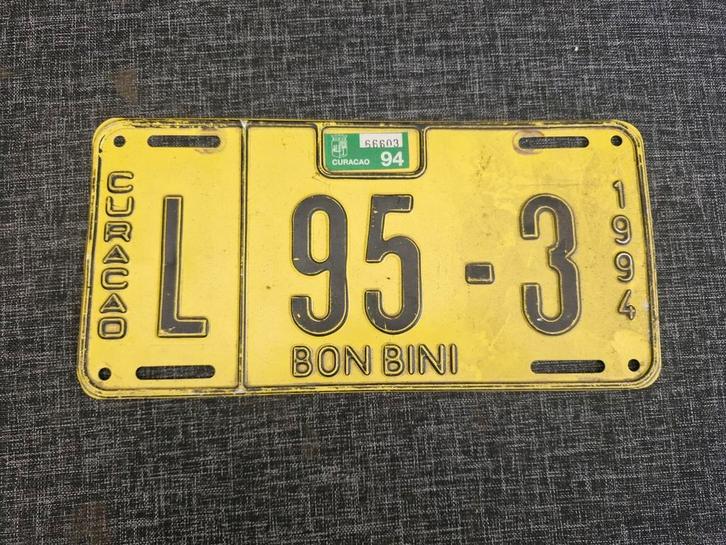 66603
CURACAO 94
CURACAO
L 95-3
1994
BON BINI